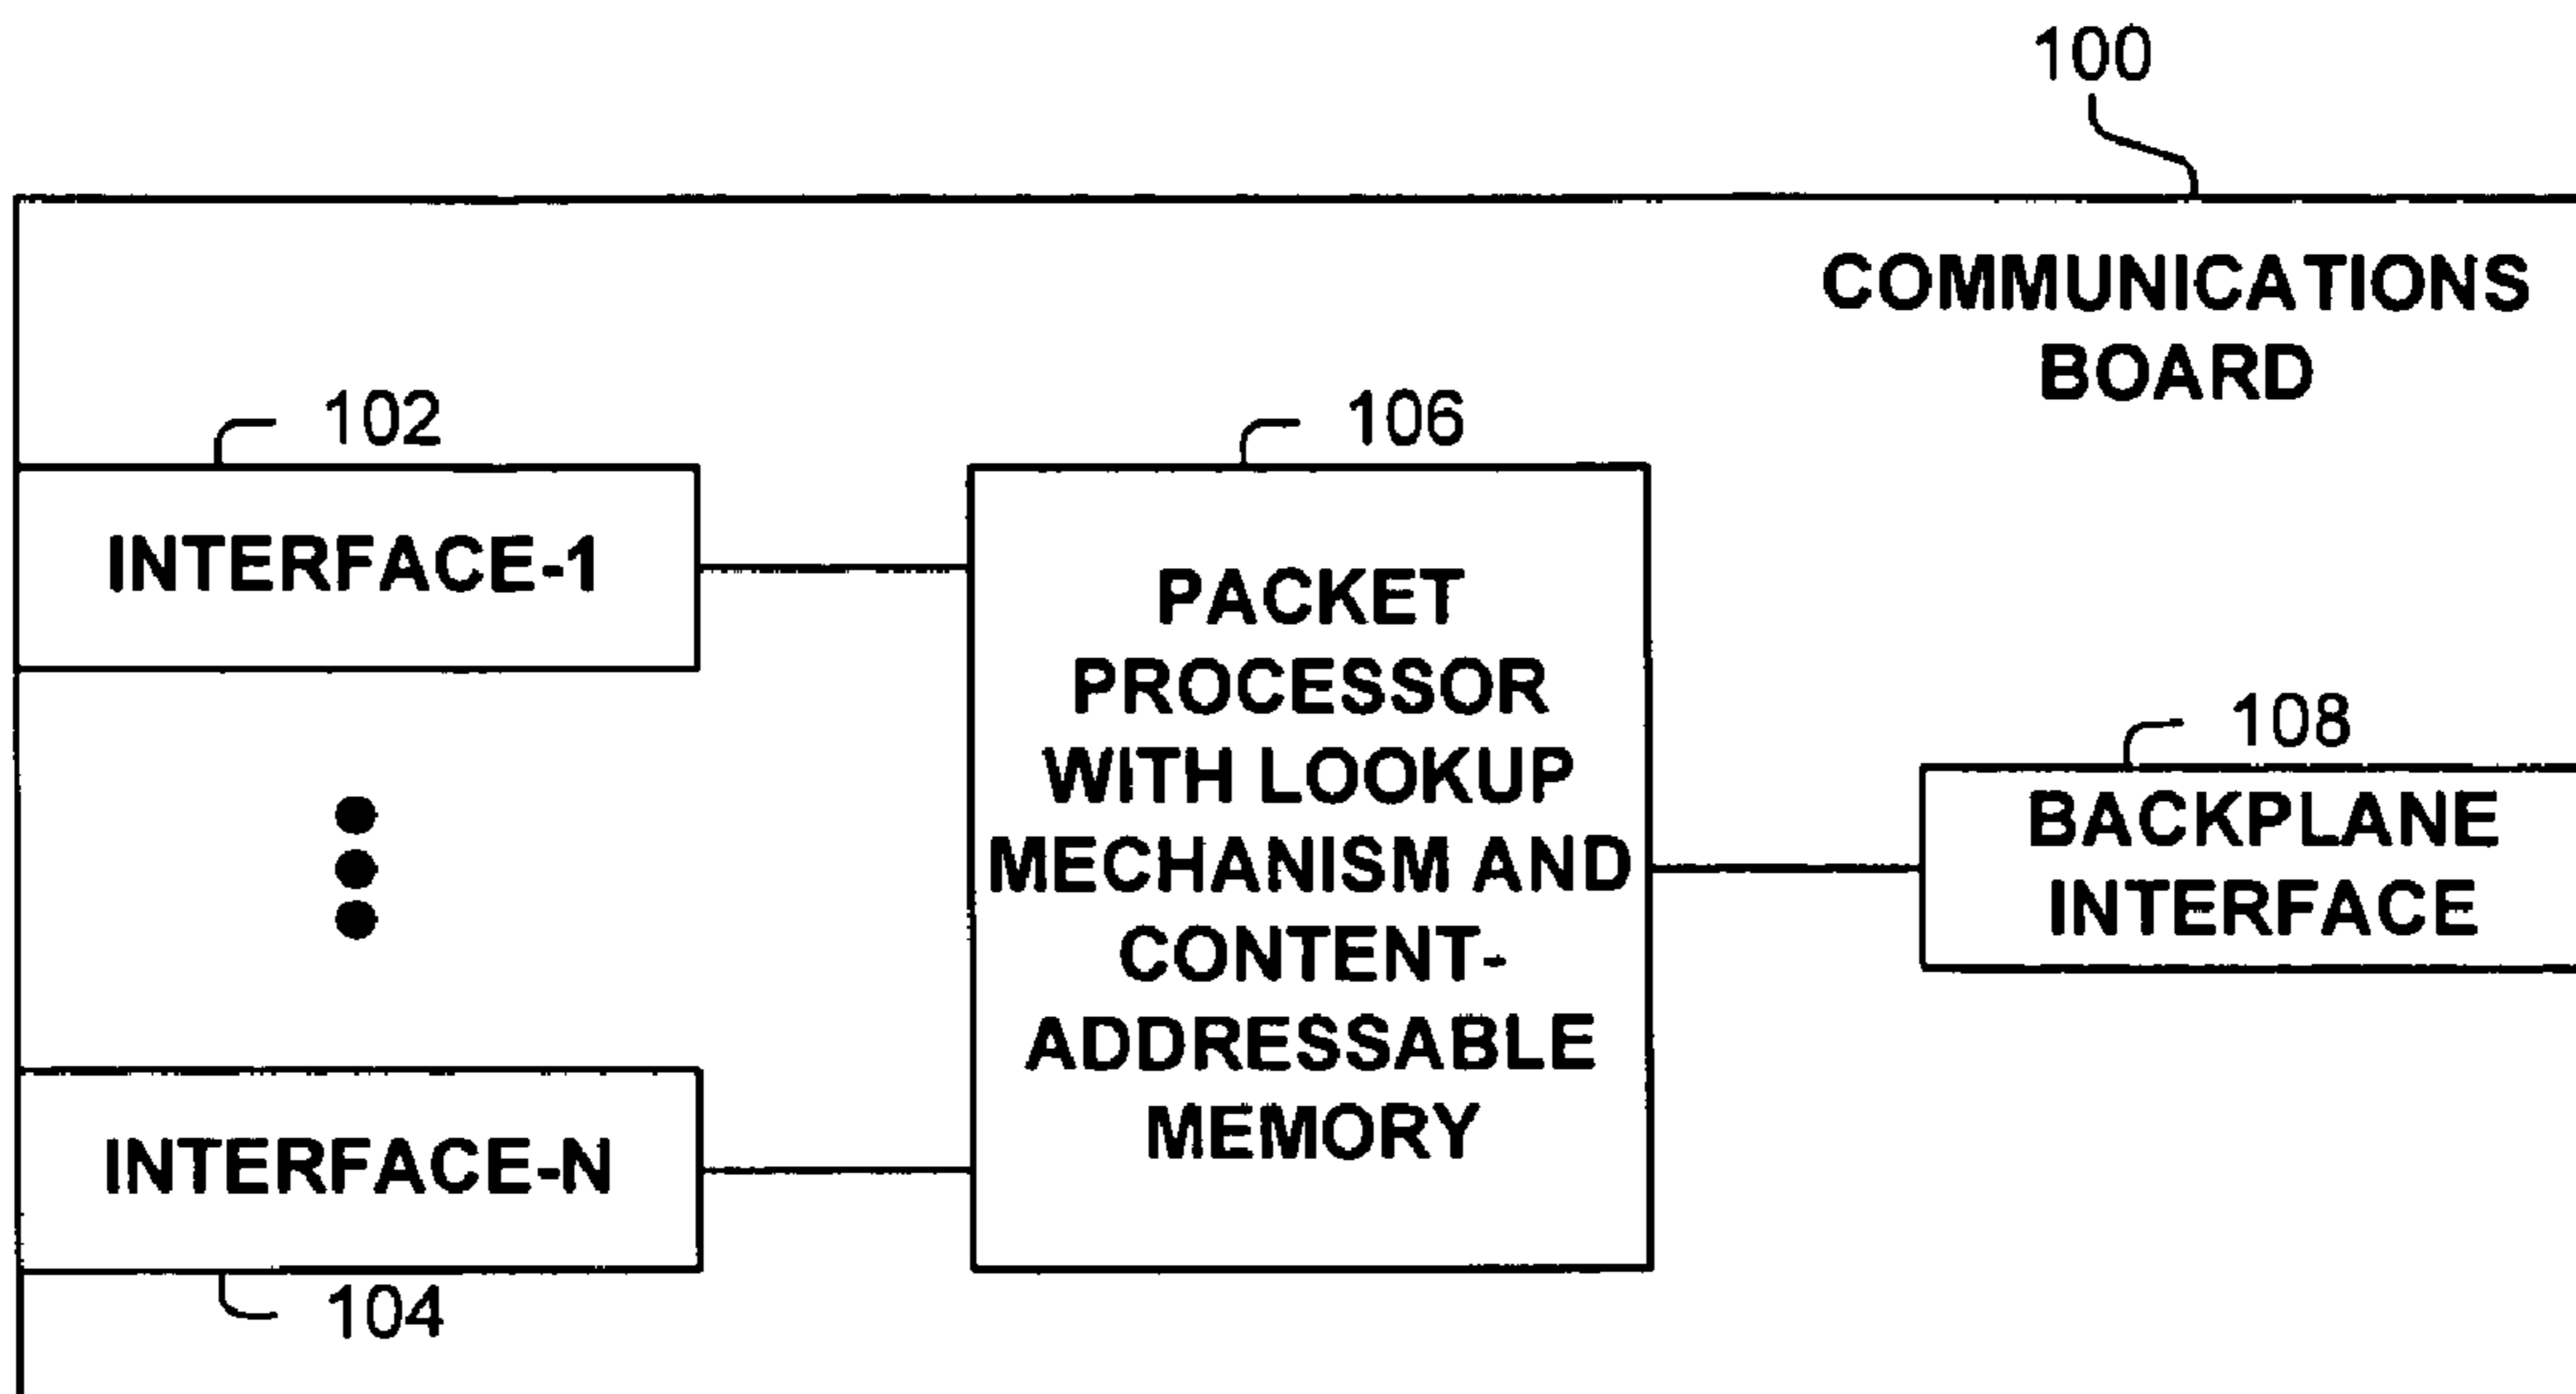 100
COMMUNICATIONS
BOARD
102
106
INTERFACE-1
PACKET
PROCESSOR
WITH LOOKUP
MECHANISM AND
CONTENT-
ADDRESSABLE
MEMORY
108
BACKPLANE
INTERFACE
INTERFACE-N
104